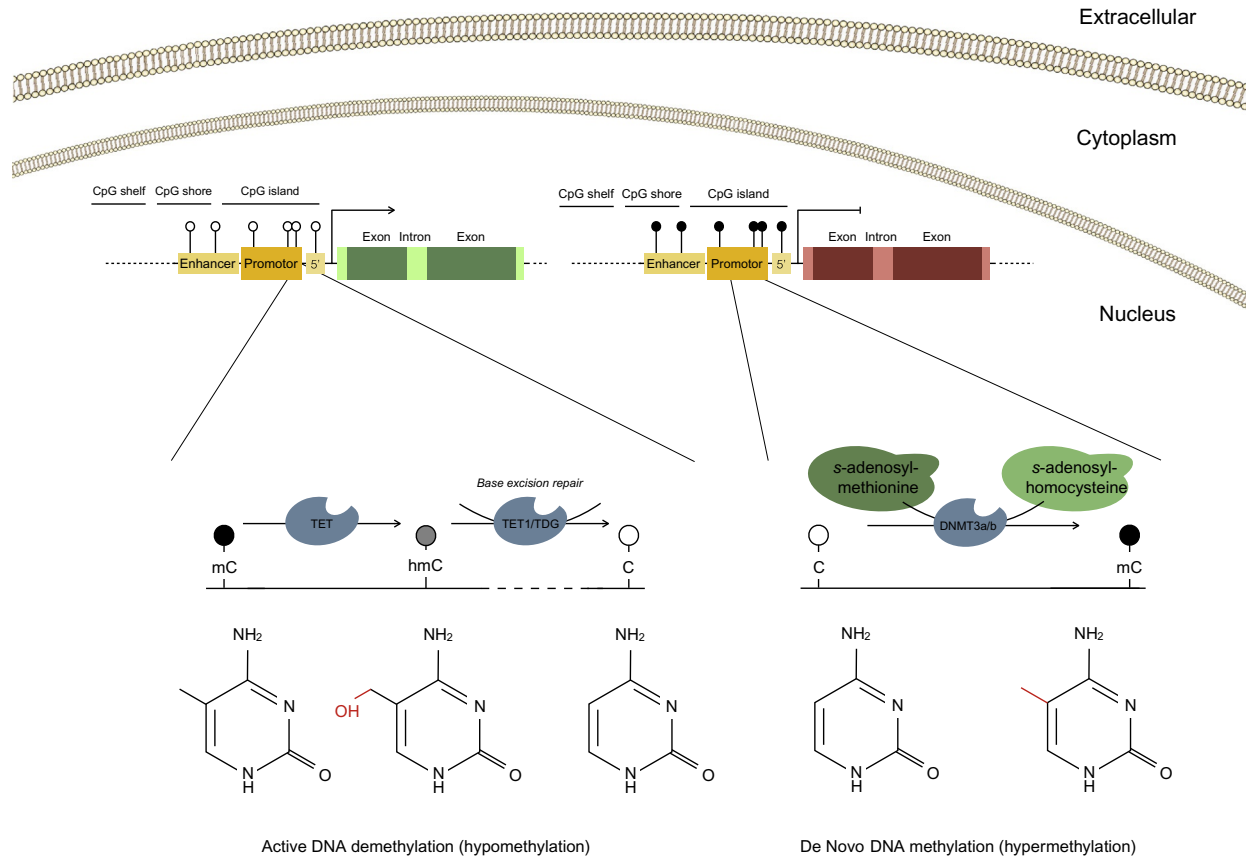 Extracellular
Cytoplasm
CpG shelf CpG shore CpG island
CpG shelf CpG shore CpG island
Exon Intron Exon
Exon Intron Exon
Enhancer Promotor 5'
Enhancer Promotor 5'
Nucleus
Base excision repair
TET
TET1/TDG
mC
hmC
C
s-adenosyl-
methionine
s-adenosyl-
homocysteine
DNMT3a/b
C
mC
NH2
N
N
H
O
NH2
OH
N
N
H
O
NH2
N
N
H
O
NH2
N
N
H
O
NH2
N
N
H
O
Active DNA demethylation (hypomethylation)
De Novo DNA methylation (hypermethylation)